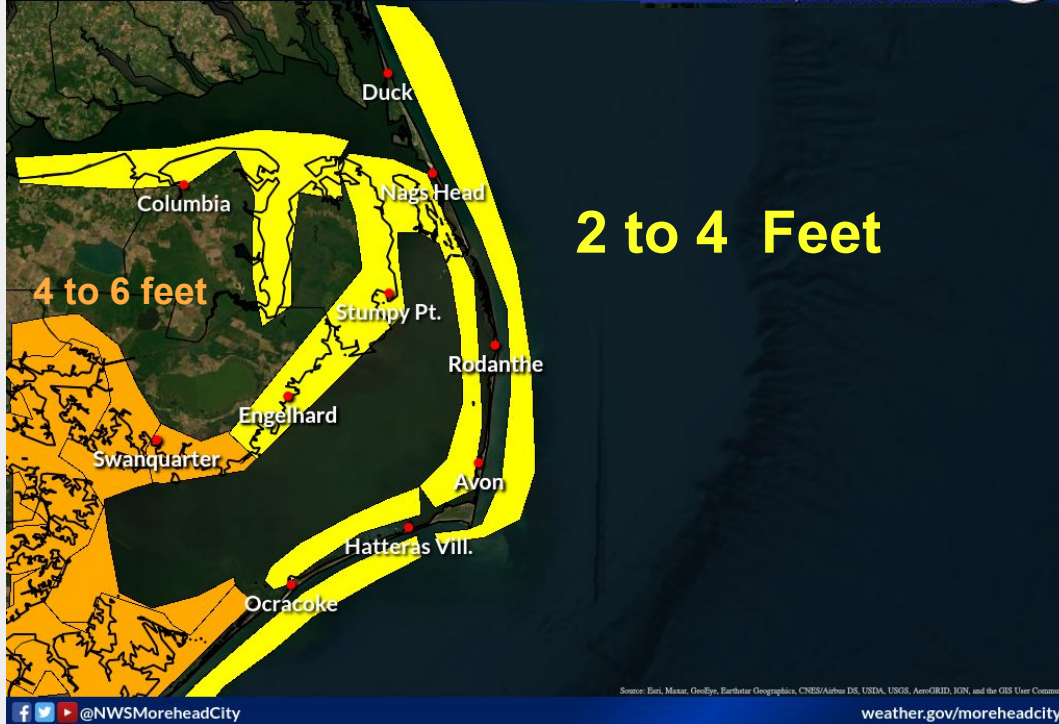 Duck
Nags Head
Columbia
2 to 4 Feet
4 to 6 feet
Stumpy Pt.
Rodanthe
Engelhard
Swanquarter
Avon
Hatteras Vill.
Ocracoke
Source: Esri, Maxar, GeoEye, Earthstar Geographics, CNES/Airbus DS, USDA, USGS, AeroGRID, IGN, and the GIS User Commu
@NWSMoreheadCity
weather.gov/moreheadcity